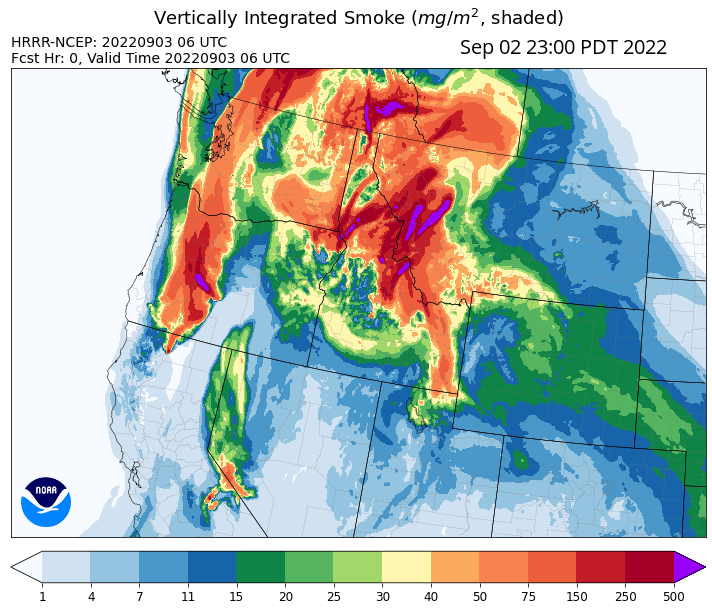 Vertically Integrated Smoke (mg/m², shaded)
HRRR-NCEP: 20220903 06 UTC
Fcst Hr: 0, Valid Time 20220903 06 UTC
Sep 02 23:00 PDT 2022
NOAA
1 4 7 11 15 20 25 30 40 50 75 150 250 500